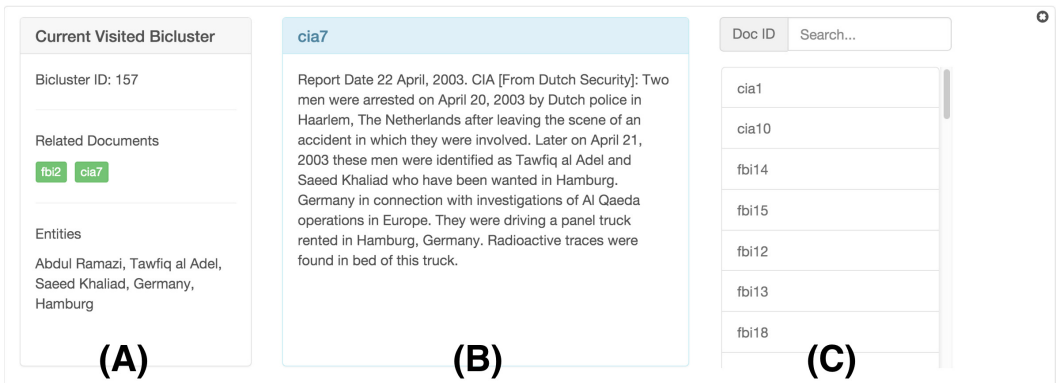 Current Visited Bicluster
Bicluster ID: 157
Related Documents
fbi2 cia7
Entities
Abdul Ramazi, Tawfiq al Adel,
Saeed Khaliad, Germany,
Hamburg
(A)
cia7
Report Date 22 April, 2003. CIA [From Dutch Security]: Two
men were arrested on April 20, 2003 by Dutch police in
Haarlem, The Netherlands after leaving the scene of an
accident in which they were involved. Later on April 21,
2003 these men were identified as Tawfiq al Adel and
Saeed Khaliad who have been wanted in Hamburg.
Germany in connection with investigations of Al Qaeda
operations in Europe. They were driving a panel truck
rented in Hamburg, Germany. Radioactive traces were
found in bed of this truck.
(B)
Doc ID Search...
cia1
cia10
fbi14
fbi15
fbi12
fbi13
fbi18
(C)